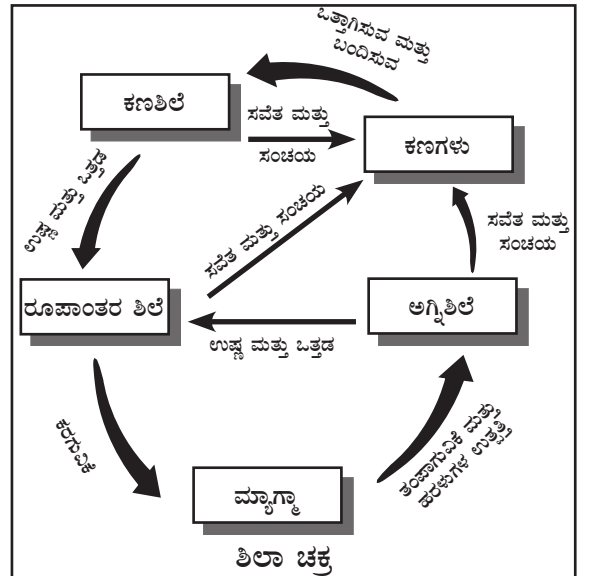 ಒತ್ತಾಗಿಸುವ ಮತ್ತು
ಬಂದಿಸುವ
ಕಣಶಿಲೆ
ಸವೆತ ಮತ್ತು
ಸಂಚಯ
ಕಣಗಳು
ಉಷ್ಣ ಮತ್ತು ಒತ್ತಡ
ಸವೆತ ಮತ್ತು ಸಂಚಯ
ಸವೆತ ಮತ್ತು
ಸಂಚಯ
ರೂಪಾಂತರ ಶಿಲೆ
ಅಗ್ನಿಶಿಲೆ
ಉಷ್ಣ ಮತ್ತು ಒತ್ತಡ
ಕರಗುವಿಕೆ
ತಂಪಾಗುವಿಕೆ ಮತ್ತು
ಹರಳುಗಳ ಉತ್ಪತ್ತಿ
ಮ್ಯಾಗ್ಮಾ
ಶಿಲಾ ಚಕ್ರ